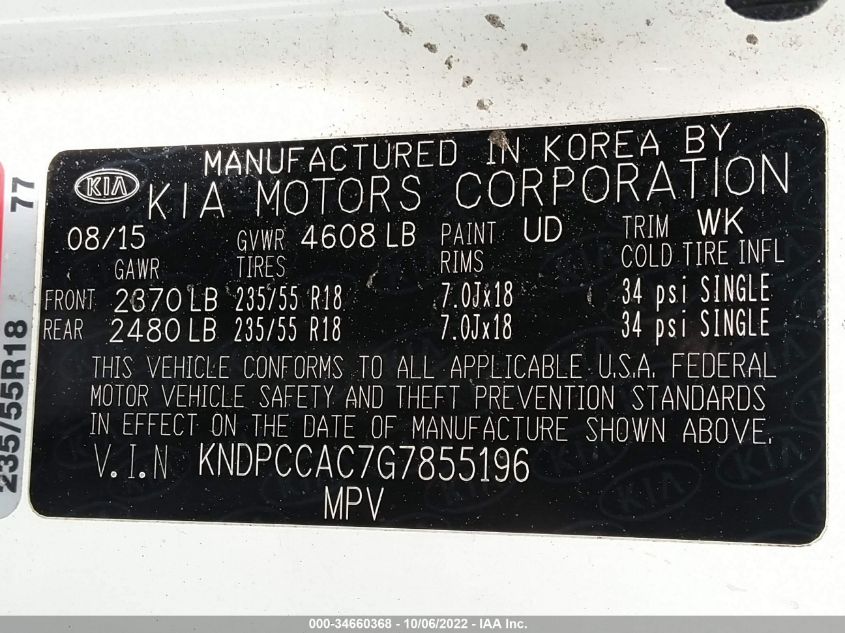 MANUFACTURED IN KOREA BY
KIA
KIA MOTORS CORPORATION
08/15 GVWR 4608 LB PAINT UD TRIM WK
GAWR TIRES RIMS COLD TIRE INFL
FRONT 2370 LB 235/55 R18 7.0Jx18 34 psi SINGLE
REAR 2480 LB 235/55 R18 7.0Jx18 34 psi SINGLE
THIS VEHICLE CONFORMS TO ALL APPLICABLE U.S.A. FEDERAL
MOTOR VEHICLE SAFETY AND THEFT PREVENTION STANDARDS
IN EFFECT ON THE DATE OF MANUFACTURE SHOWN ABOVE.
V.I.N KNDPCCAC7G7855196
MPV
77
235/55R18
000-34660368 - 10/06/2022 - IAA Inc.